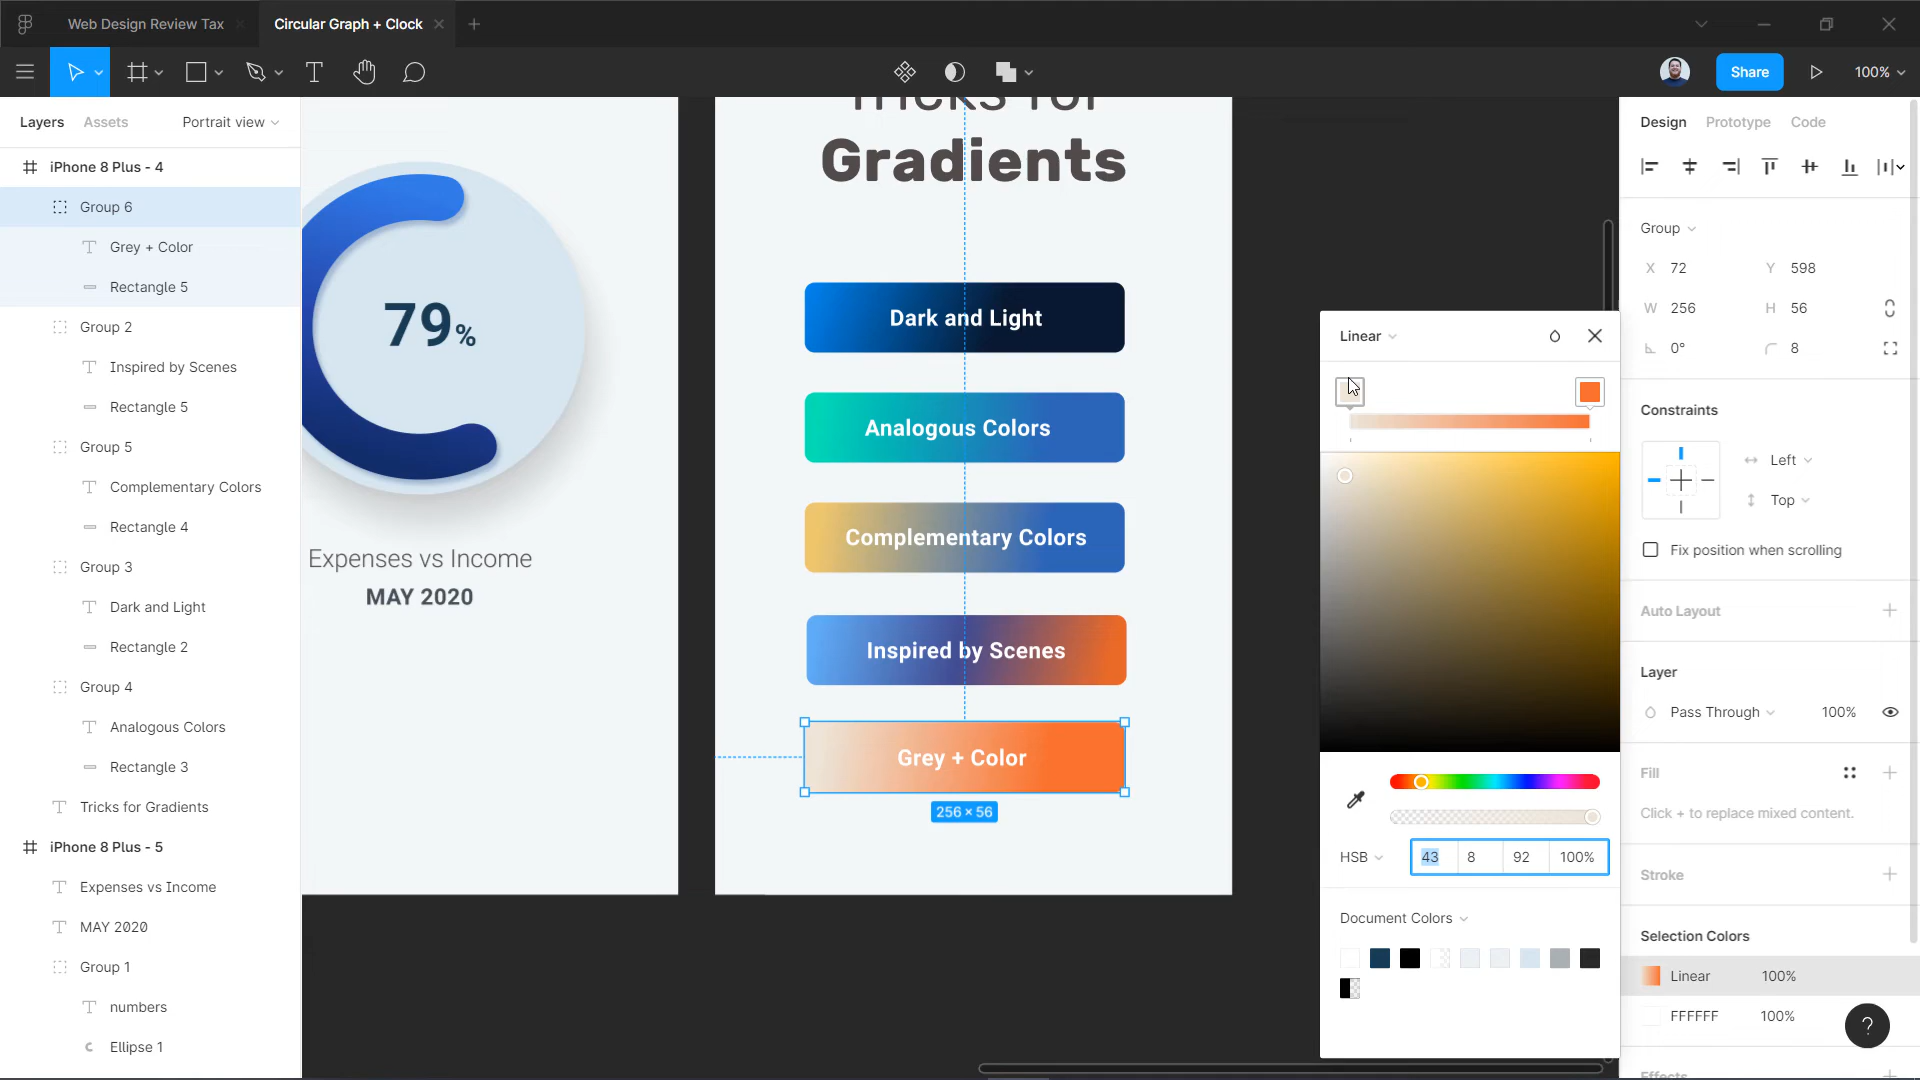 Web Design Review Tax
Circular Graph + Clock
Share
100%
Layers
Assets
Portrait view
iPhone 8 Plus - 4
Group 6
Grey + Color
Rectangle 5
Group 2
Inspired by Scenes
Rectangle 5
Group 5
Complementary Colors
Rectangle 4
Group 3
Dark and Light
Rectangle 2
Group 4
Analogous Colors
Rectangle 3
Tricks for Gradients
iPhone 8 Plus - 5
Expenses vs Income
MAY 2020
Group 1
numbers
Ellipse 1
79%
Expenses vs Income
MAY 2020
Tricks for
Gradients
Dark and Light
Analogous Colors
Complementary Colors
Inspired by Scenes
Grey + Color
256 × 56
Linear
HSB
43 8 92 100%
Document Colors
Design
Prototype
Code
Group
X 72 Y 598
W 256 H 56
0° 8
Constraints
Left
Top
Fix position when scrolling
Auto Layout
Layer
Pass Through 100%
Fill
Click + to replace mixed content.
Stroke
Selection Colors
Linear 100%
FFFFFF 100%
?
Effects